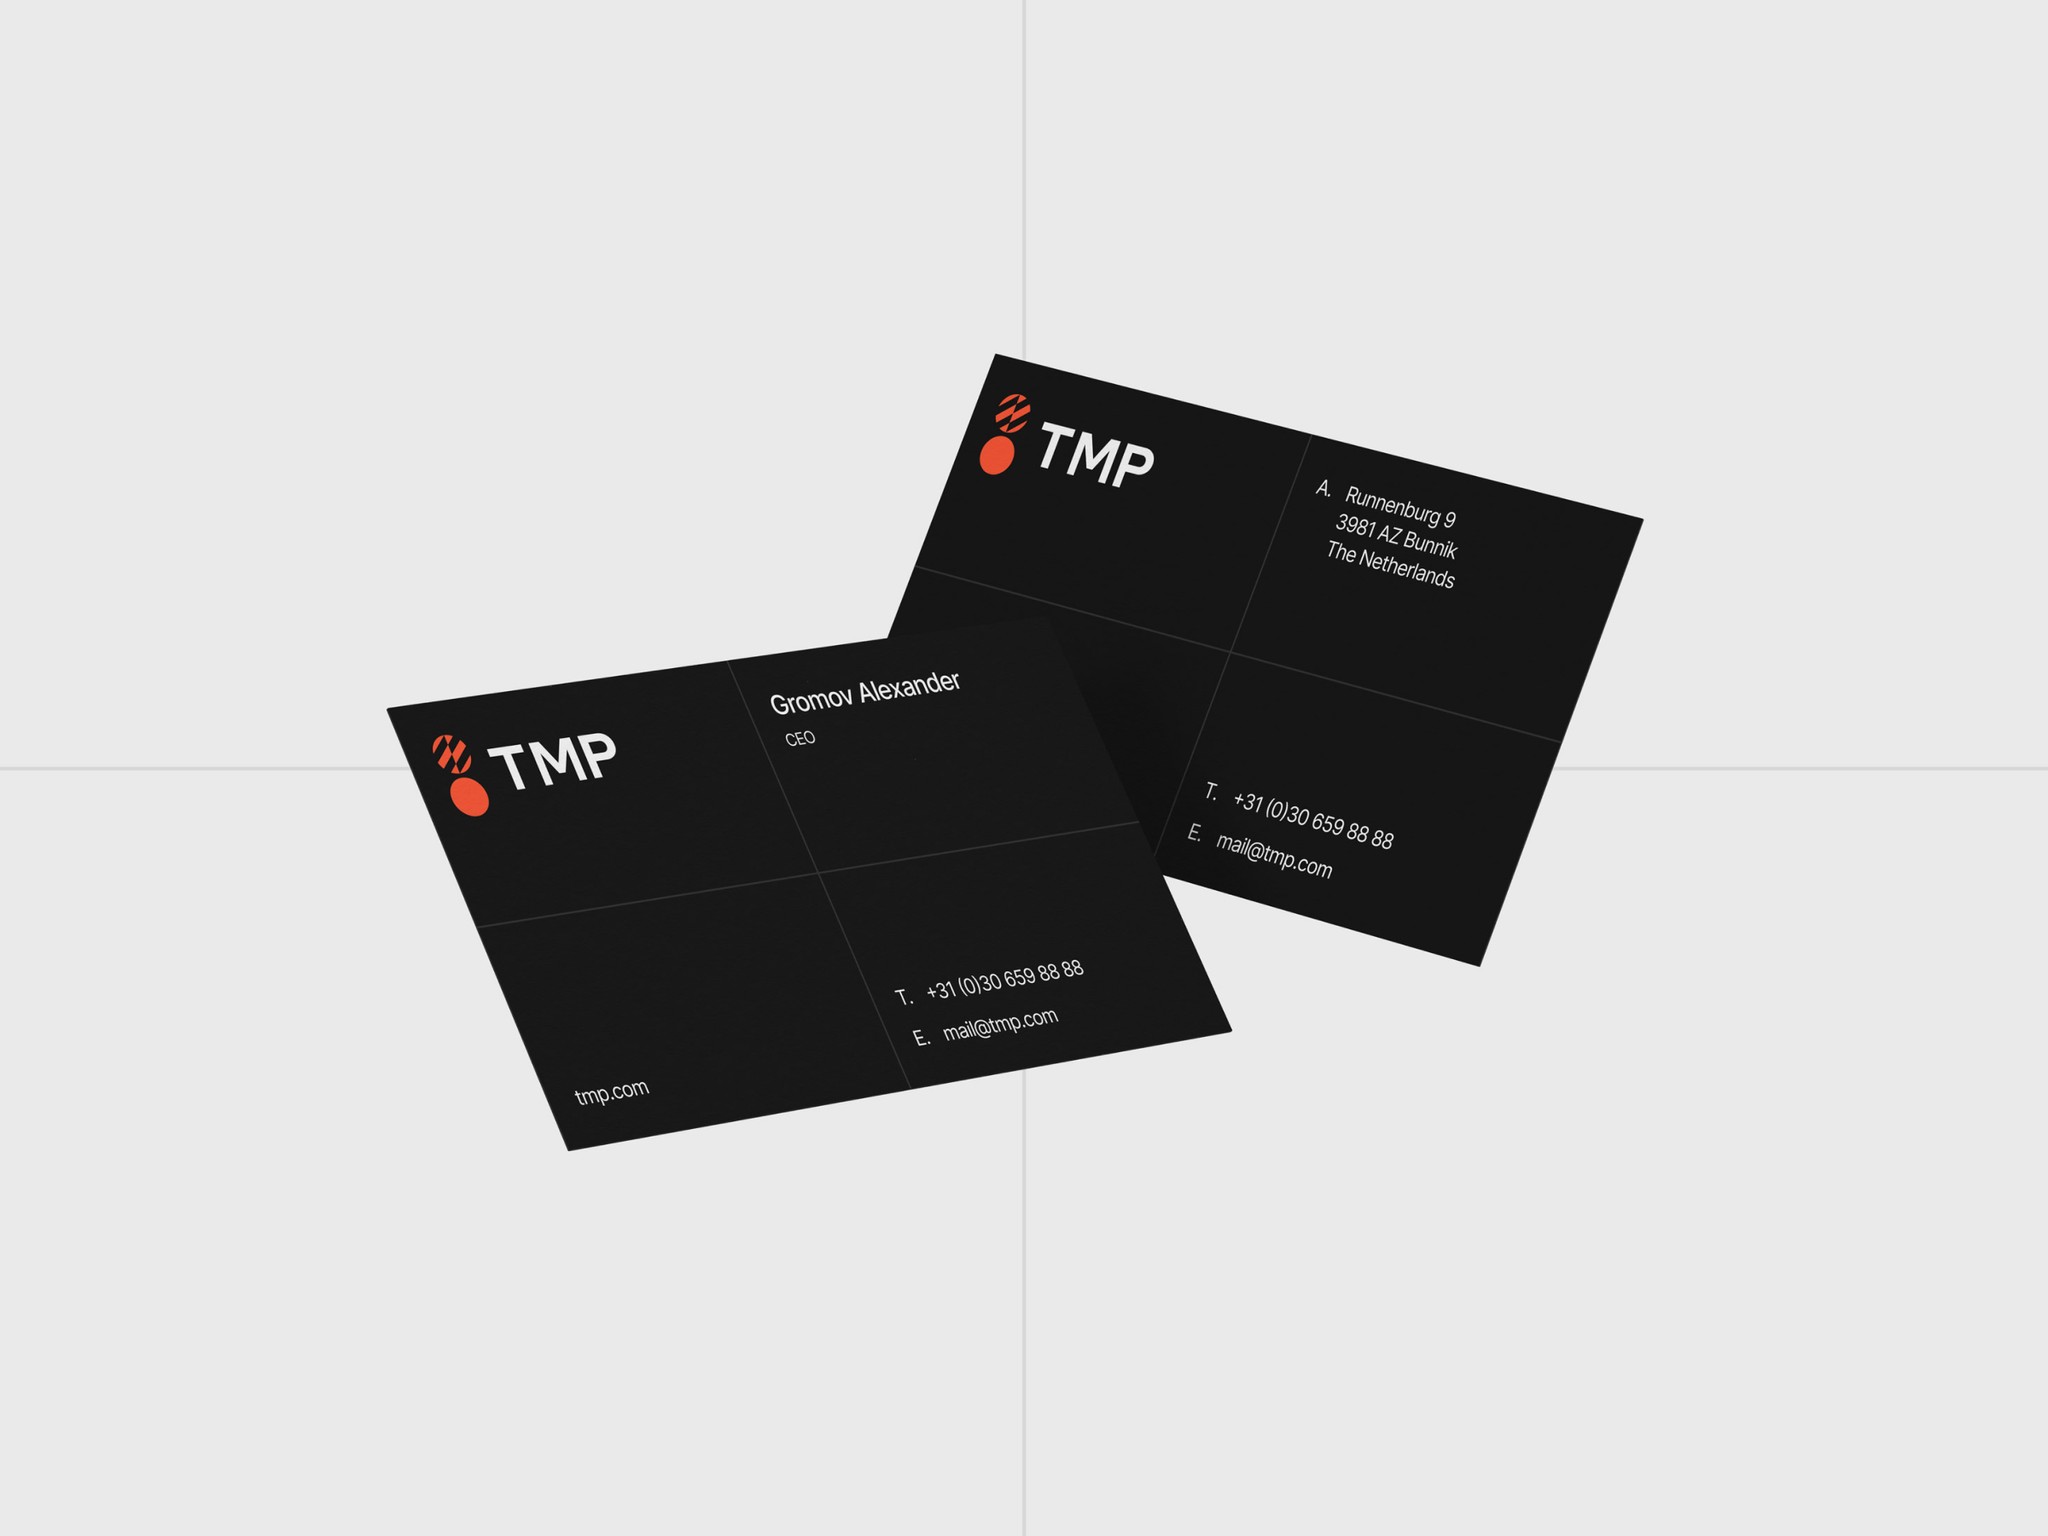 TMP
A. Runnenburg 9
3981 AZ Bunnik
The Netherlands
T. +31 (0)30 659 88 88
E. mail@tmp.com
TMP
Gromov Alexander
CEO
T. +31 (0)30 659 88 88
E. mail@tmp.com
tmp.com